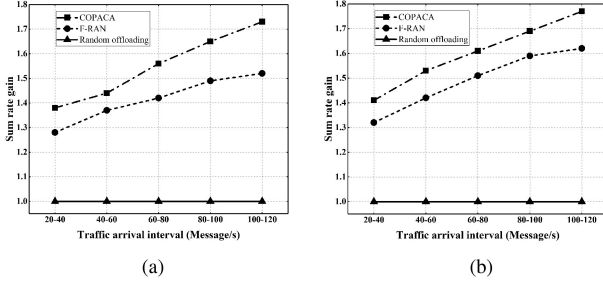 1.8
1.7
1.6
1.5
1.4
1.3
1.2
1.1
1.0
Sum rate gain
COPACA
F-RAN
Random offloading
20-40 40-60 60-80 80-100 100-120
Traffic arrival interval (Message/s)
(a)
1.8
1.7
1.6
1.5
1.4
1.3
1.2
1.1
1.0
Sum rate gain
COPACA
F-RAN
Random offloading
20-40 40-60 60-80 80-100 100-120
Traffic arrival interval (Message/s)
(b)